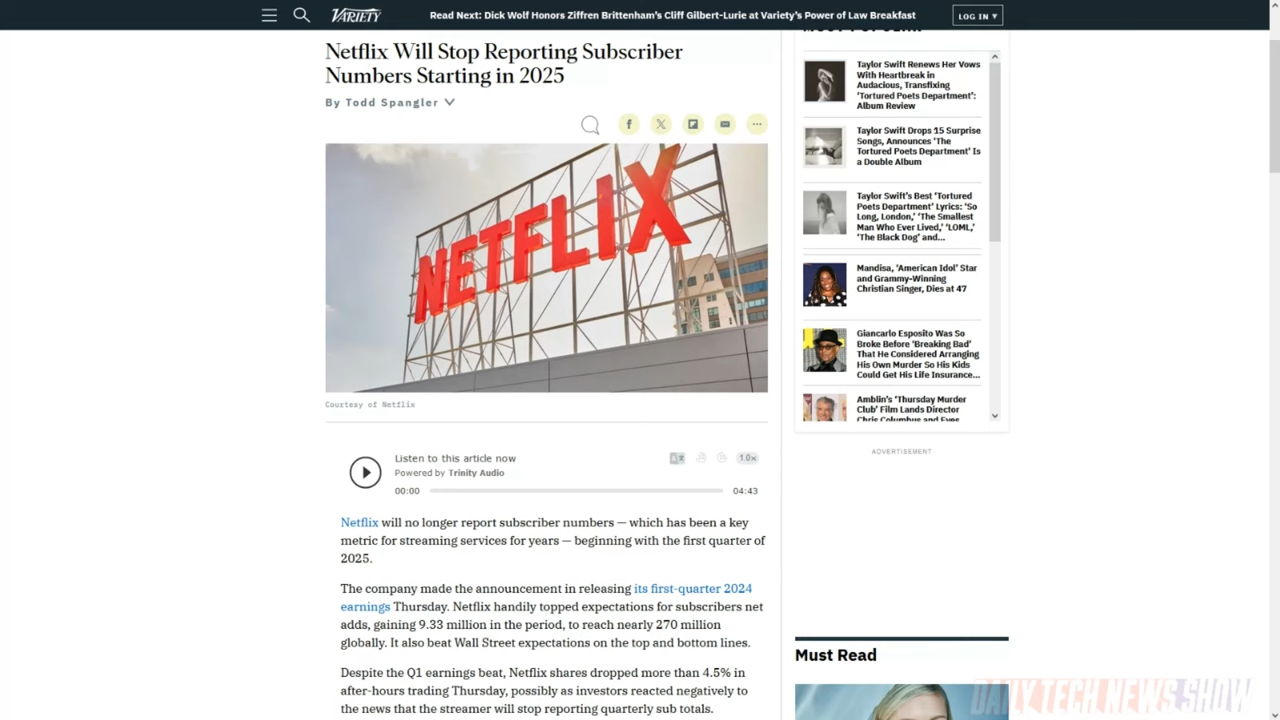 VARIETY
Read Next: Dick Wolf Honors Ziffren Brittenham's Cliff Gilbert-Lurie at Variety's Power of Law Breakfast
LOG IN ▾
Netflix Will Stop Reporting Subscriber
Numbers Starting in 2025
By Todd Spangler
NETFLIX
Courtesy of Netflix
Listen to this article now
Powered by Trinity Audio
1.0x
00:00
04:43
Netflix will no longer report subscriber numbers — which has been a key
metric for streaming services for years — beginning with the first quarter of
2025.
The company made the announcement in releasing its first-quarter 2024
earnings Thursday. Netflix handily topped expectations for subscribers net
adds, gaining 9.33 million in the period, to reach nearly 270 million
globally. It also beat Wall Street expectations on the top and bottom lines.
Despite the Q1 earnings beat, Netflix shares dropped more than 4.5% in
after-hours trading Thursday, possibly as investors reacted negatively to
the news that the streamer will stop reporting quarterly sub totals.
MOST POPULAR
Taylor Swift Renews Her Vows
With Heartbreak in
Audacious, Transfixing
'Tortured Poets Department':
Album Review
Taylor Swift Drops 15 Surprise
Songs, Announces 'The
Tortured Poets Department' Is
a Double Album
Taylor Swift's Best 'Tortured
Poets Department' Lyrics: 'So
Long, London,' 'The Smallest
Man Who Ever Lived,' 'LOML,'
'The Black Dog' and...
Mandisa, 'American Idol' Star
and Grammy-Winning
Christian Singer, Dies at 47
Giancarlo Esposito Was So
Broke Before 'Breaking Bad'
That He Considered Arranging
His Own Murder So His Kids
Could Get His Life Insurance...
Amblin's 'Thursday Murder
Club' Film Lands Director
Chris Columbus and Eyes
ADVERTISEMENT
Must Read
DAILY TECH NEWS SHOW